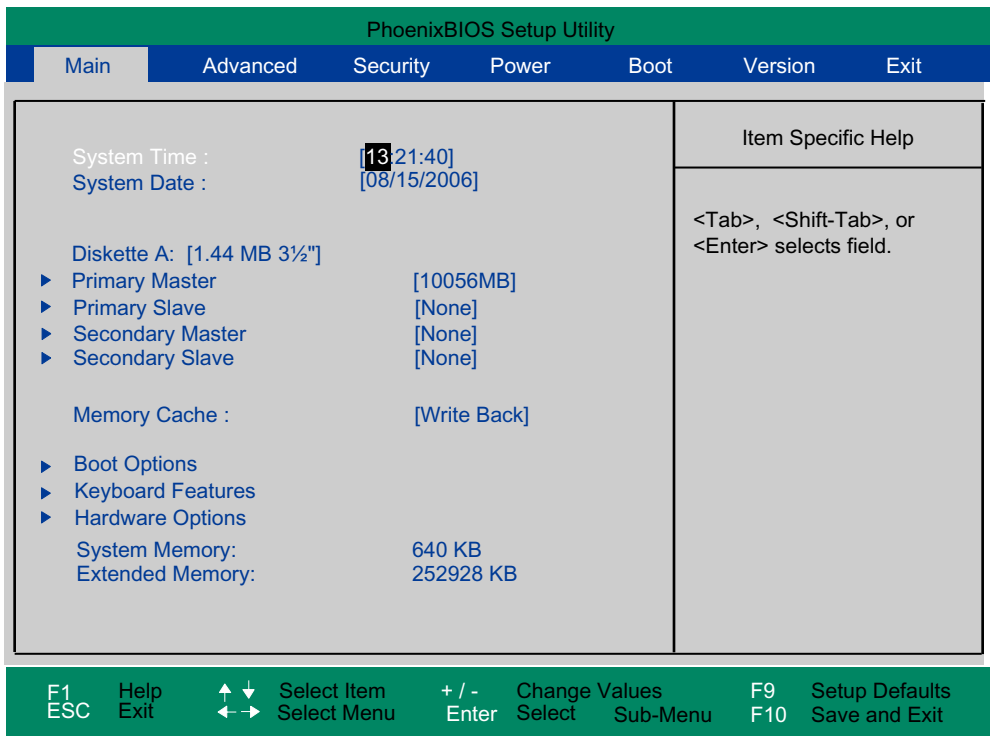 PhoenixBIOS Setup Utility
Main Advanced Security Power Boot Version Exit
System Time : [13:21:40]
System Date : [08/15/2006]
Diskette A: [1.44 MB 3½"]
Primary Master [10056MB]
Primary Slave [None]
Secondary Master [None]
Secondary Slave [None]
Memory Cache : [Write Back]
Boot Options
Keyboard Features
Hardware Options
System Memory: 640 KB
Extended Memory: 252928 KB
Item Specific Help
<Tab>, <Shift-Tab>, or
<Enter> selects field.
F1 Help Select Item + / - Change Values F9 Setup Defaults
ESC Exit Select Menu Enter Select Sub-Menu F10 Save and Exit